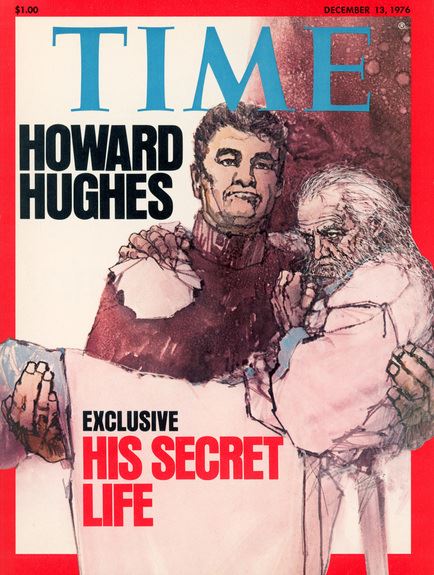 $1.00
DECEMBER 13, 1976
TIME
®
HOWARD
HUGHES
EXCLUSIVE
HIS SECRET
LIFE